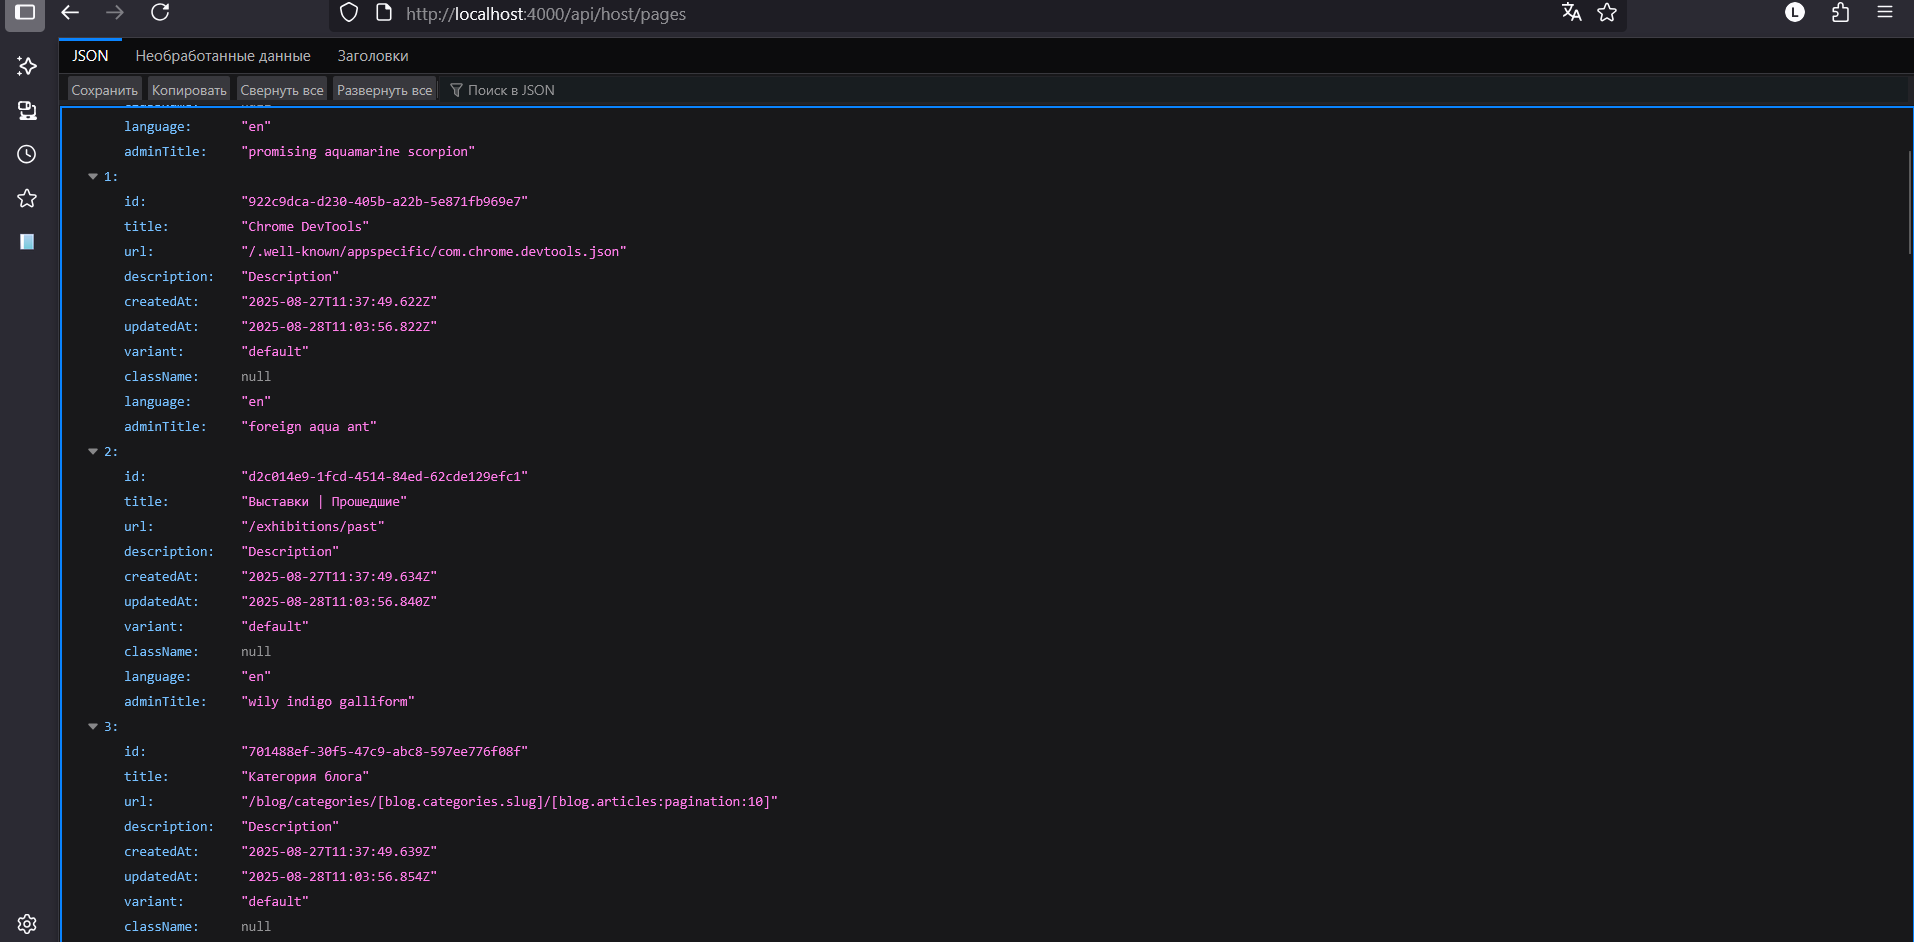 http://localhost:4000/api/host/pages
L
JSON Необработанные данные Заголовки
Сохранить Копировать Свернуть все Развернуть все Поиск в JSON
language: "en"
adminTitle: "promising aquamarine scorpion"
1:
id: "922c9dca-d230-405b-a22b-5e871fb969e7"
title: "Chrome DevTools"
url: "/.well-known/appspecific/com.chrome.devtools.json"
description: "Description"
createdAt: "2025-08-27T11:37:49.622Z"
updatedAt: "2025-08-28T11:03:56.822Z"
variant: "default"
className: null
language: "en"
adminTitle: "foreign aqua ant"
2:
id: "d2c014e9-1fcd-4514-84ed-62cde129efc1"
title: "Выставки | Прошедшие"
url: "/exhibitions/past"
description: "Description"
createdAt: "2025-08-27T11:37:49.634Z"
updatedAt: "2025-08-28T11:03:56.840Z"
variant: "default"
className: null
language: "en"
adminTitle: "wily indigo galliform"
3:
id: "701488ef-30f5-47c9-abc8-597ee776f08f"
title: "Категория блога"
url: "/blog/categories/[blog.categories.slug]/[blog.articles:pagination:10]"
description: "Description"
createdAt: "2025-08-27T11:37:49.639Z"
updatedAt: "2025-08-28T11:03:56.854Z"
variant: "default"
className: null